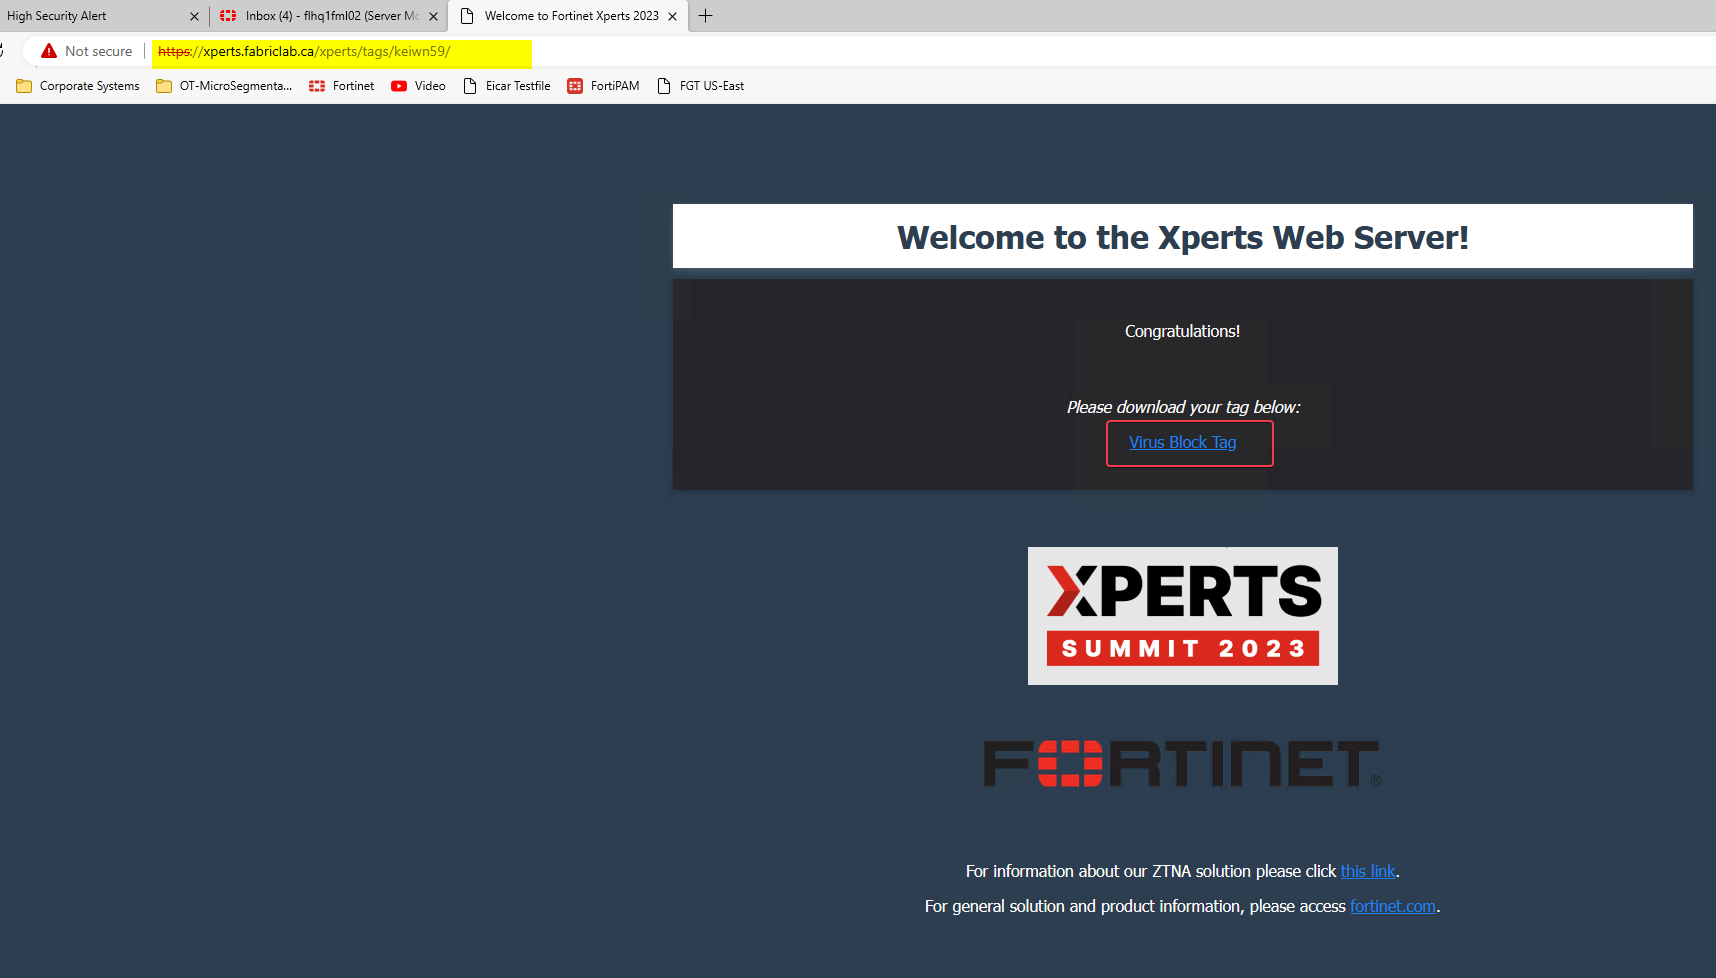 High Security Alert
Inbox (4) - flhq1fml02 (Server Mo
Welcome to Fortinet Xperts 2023
Not secure
https://xperts.fabriclab.ca/xperts/tags/keiwn59/
Corporate Systems
OT-MicroSegmenta...
Fortinet
Video
Eicar Testfile
FortiPAM
FGT US-East
Welcome to the Xperts Web Server!
Congratulations!
Please download your tag below:
Virus Block Tag
XPERTS
SUMMIT 2023
FORTINET®
For information about our ZTNA solution please click this link.
For general solution and product information, please access fortinet.com.